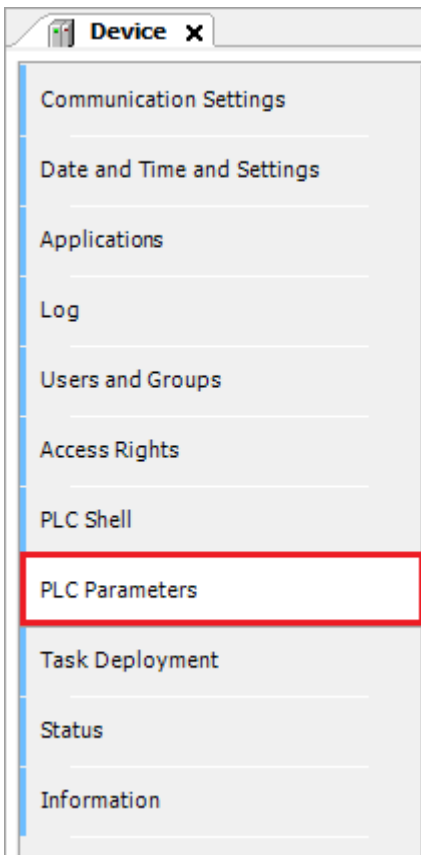 Device
Communication Settings
Date and Time and Settings
Applications
Log
Users and Groups
Access Rights
PLC Shell
PLC Parameters
Task Deployment
Status
Information